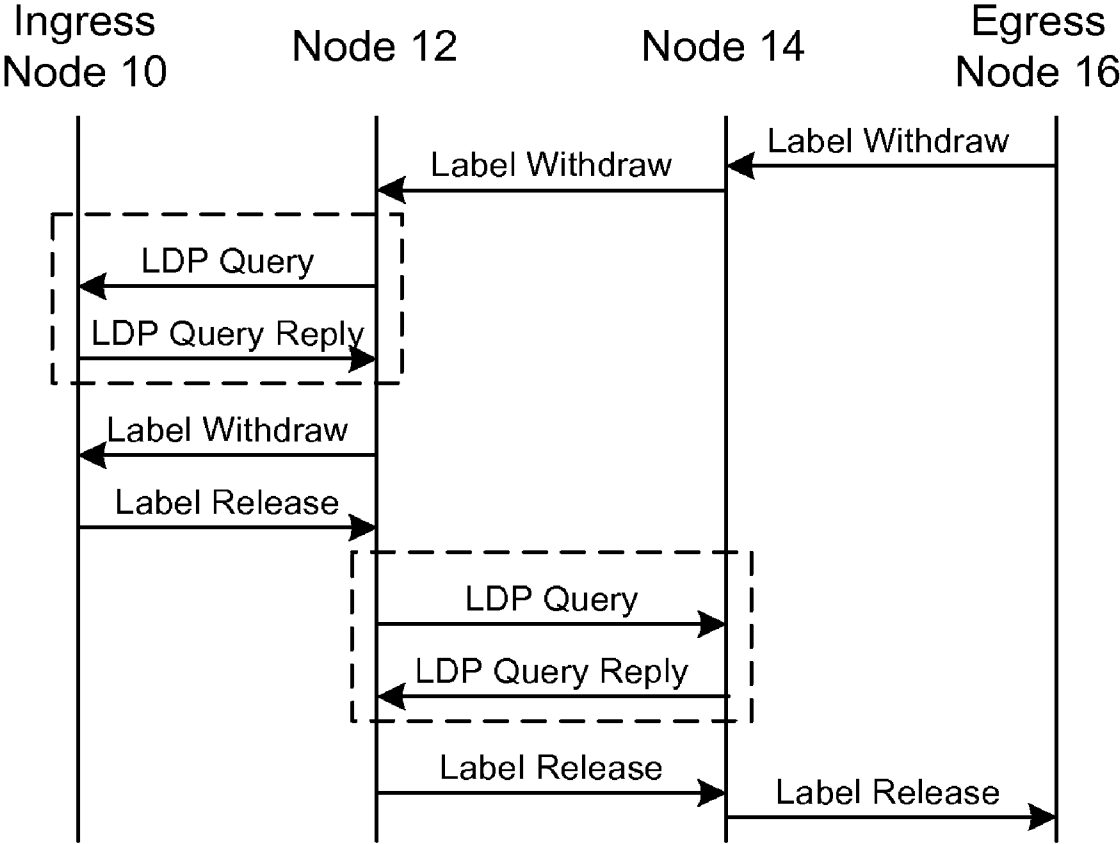 Ingress
Node 10
Node 12
Node 14
Egress
Node 16
Label Withdraw
Label Withdraw
LDP Query
LDP Query Reply
Label Withdraw
Label Release
LDP Query
LDP Query Reply
Label Release
Label Release